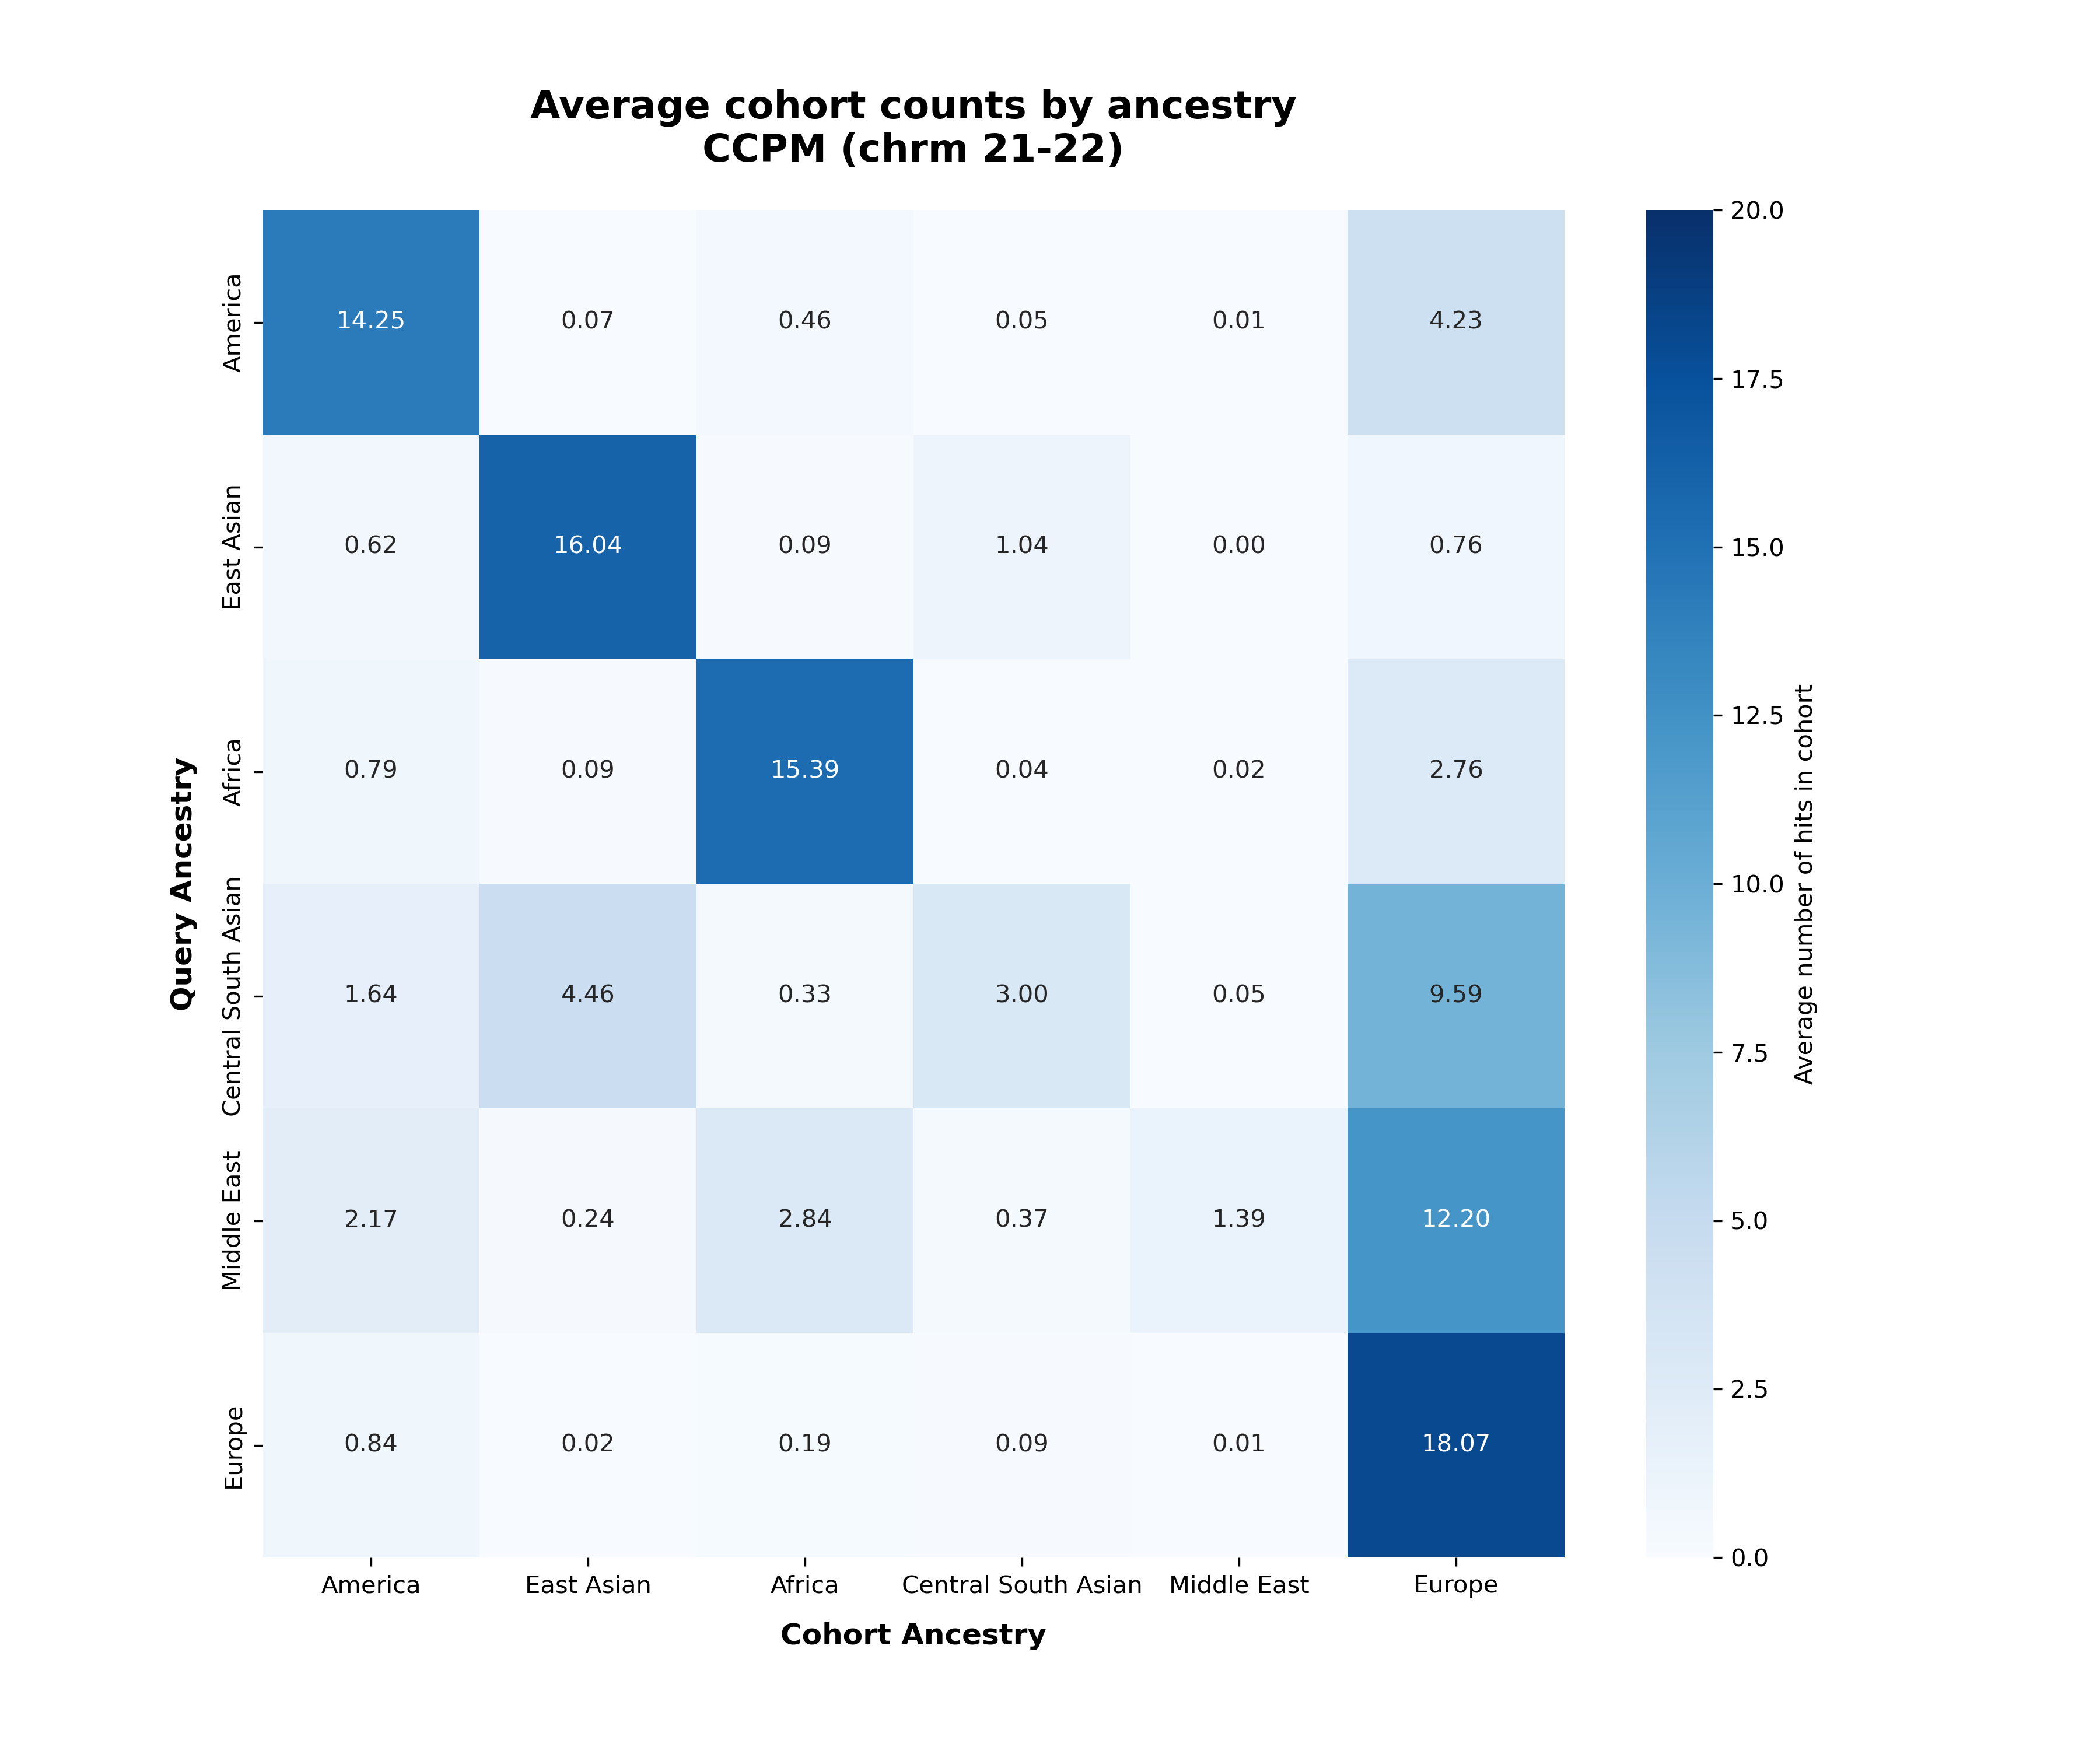 Average cohort counts by ancestry
CCPM (chrm 21-22)
Query Ancestry
America
14.25 0.07 0.46 0.05 0.01 4.23
East Asian
0.62 16.04 0.09 1.04 0.00 0.76
Africa
0.79 0.09 15.39 0.04 0.02 2.76
Central South Asian
1.64 4.46 0.33 3.00 0.05 9.59
Middle East
2.17 0.24 2.84 0.37 1.39 12.20
Europe
0.84 0.02 0.19 0.09 0.01 18.07
America East Asian Africa Central South Asian Middle East Europe
Cohort Ancestry
20.0
17.5
15.0
12.5
10.0
7.5
5.0
2.5
0.0
Average number of hits in cohort